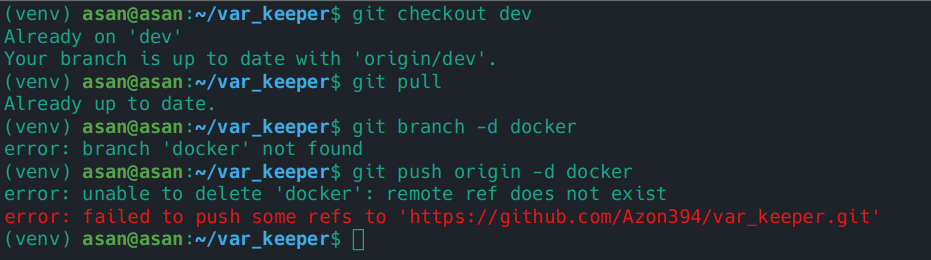 (venv) asan@asan:~/var_keeper$ git checkout dev
Already on 'dev'
Your branch is up to date with 'origin/dev'.
(venv) asan@asan:~/var_keeper$ git pull
Already up to date.
(venv) asan@asan:~/var_keeper$ git branch -d docker
error: branch 'docker' not found
(venv) asan@asan:~/var_keeper$ git push origin -d docker
error: unable to delete 'docker': remote ref does not exist
error: failed to push some refs to 'https://github.com/Azon394/var_keeper.git'
(venv) asan@asan:~/var_keeper$